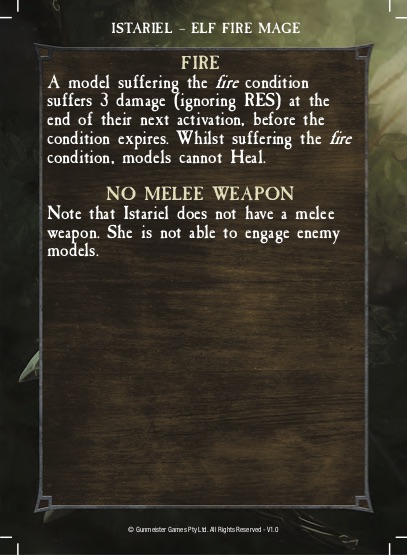 ISTARIEL – ELF FIRE MAGE
FIRE
A model suffering the fire condition
suffers 3 damage (ignoring RES) at the
end of their next activation, before the
condition expires. Whilst suffering the fire
condition, models cannot Heal.
NO MELEE WEAPON
Note that Istariel does not have a melee
weapon. She is not able to engage enemy
models.
© Gunmeister Games Pty Ltd. All Rights Reserved - V1.0